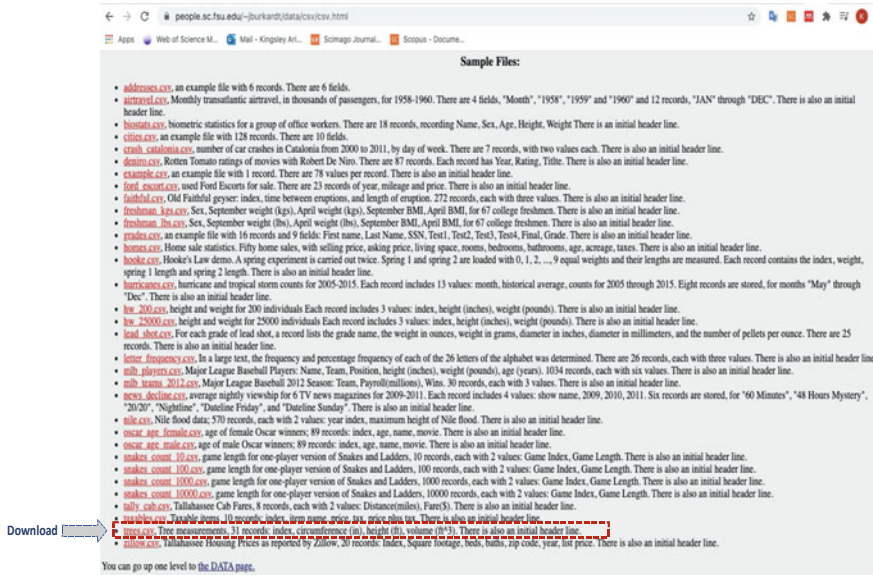 people.sc.fsu.edu/~jburkardt/data/csv/csv.html
Apps Web of Science M... Mail - Kingsley Ari... Scimago Journal... Scopus - Docume...
Sample Files:
addresses.csv, an example file with 6 records. There are 6 fields.
airtravel.csv, Monthly transatlantic airtravel, in thousands of passengers, for 1958-1960. There are 4 fields, "Month", "1958", "1959" and "1960" and 12 records, "JAN" through "DEC". There is also an initial
header line.
biostats.csv, biometric statistics for a group of office workers. There are 18 records, recording Name, Sex, Age, Height, Weight There is an initial header line.
cities.csv, an example file with 128 records. There are 10 fields.
crash_catalonia.csv, number of car crashes in Catalonia from 2000 to 2011, by day of week. There are 7 records, with two values each. There is also an initial header line.
deniro.csv, Rotten Tomato ratings of movies with Robert De Niro. There are 87 records. Each record has Year, Rating, Titlte. There is also an initial header line.
example.csv, an example file with 1 record. There are 78 values per record. There is also an initial header line.
ford_escort.csv, used Ford Escorts for sale. There are 23 records of year, mileage and price. There is also an initial header line.
faithful.csv, Old Faithful geyser: index, time between eruptions, and length of eruption. 272 records, each with three values. There is also an initial header line.
freshman_kgs.csv, Sex, September weight (kgs), April weight (kgs), September BMI, April BMI, for 67 college freshmen. There is also an initial header line.
freshman_lbs.csv, Sex, September weight (lbs), April weight (lbs), September BMI, April BMI, for 67 college freshmen. There is also an initial header line.
grades.csv, an example file with 16 records and 9 fields: First name, Last Name, SSN, Test1, Test2, Test3, Test4, Final, Grade. There is also an initial header line.
homes.csv, Home sale statistics. Fifty home sales, with selling price, asking price, living space, rooms, bedrooms, bathrooms, age, acreage, taxes. There is also an initial header line.
hooke.csv, Hooke's Law demo. A spring experiment is carried out twice. Spring 1 and spring 2 are loaded with 0, 1, 2, ..., 9 equal weights and their lengths are measured. Each record contains the index, weight,
spring 1 length and spring 2 length. There is also an initial header line.
hurricanes.csv, hurricane and tropical storm counts for 2005-2015. Each record includes 13 values: month, historical average, counts for 2005 through 2015. Eight records are stored, for months "May" through
"Dec". There is also an initial header line.
hw_200.csv, height and weight for 200 individuals Each record includes 3 values: index, height (inches), weight (pounds). There is also an initial header line.
hw_25000.csv, height and weight for 25000 individuals Each record includes 3 values: index, height (inches), weight (pounds). There is also an initial header line.
lead_shot.csv, For each grade of lead shot, a record lists the grade name, the weight in ounces, weight in grams, diameter in inches, diameter in millimeters, and the number of pellets per ounce. There are 25
records. There is also an initial header line.
letter_frequency.csv, In a large text, the frequency and percentage frequency of each of the 26 letters of the alphabet was determined. There are 26 records, each with three values. There is also an initial header line
mlb_players.csv, Major League Baseball Players: Name, Team, Position, height (inches), weight (pounds), age (years). 1034 records, each with six values. There is also an initial header line.
mlb_teams_2012.csv, Major League Baseball 2012 Season: Team, Payroll(millions), Wins. 30 records, each with 3 values. There is also an initial header line.
news_decline.csv, average nightly viewship for 6 TV news magazines for 2009-2011. Each record includes 4 values: show name, 2009, 2010, 2011. Six records are stored, for "60 Minutes", "48 Hours Mystery",
"20/20", "Nightline", "Dateline Friday", and "Dateline Sunday". There is also an initial header line.
nile.csv, Nile flood data; 570 records, each with 2 values: year index, maximum height of Nile flood. There is also an initial header line.
oscar_age_female.csv, age of female Oscar winners; 89 records: index, age, name, movie. There is also an initial header line.
oscar_age_male.csv, age of male Oscar winners; 89 records: index, age, name, movie. There is also an initial header line.
snakes_count_10.csv, game length for one-player version of Snakes and Ladders, 10 records, each with 2 values: Game Index, Game Length. There is also an initial header line.
snakes_count_100.csv, game length for one-player version of Snakes and Ladders, 100 records, each with 2 values: Game Index, Game Length. There is also an initial header line.
snakes_count_1000.csv, game length for one-player version of Snakes and Ladders, 1000 records, each with 2 values: Game Index, Game Length. There is also an initial header line.
snakes_count_10000.csv, game length for one-player version of Snakes and Ladders, 10000 records, each with 2 values: Game Index, Game Length. There is also an initial header line.
tally_cab.csv, Tallahassee Cab Fares, 8 records, each with 2 values: Distance(miles), Fare($). There is also an initial header line.
taxables.csv, Taxable items, 10 records: index, item name, price, tax, price plus tax. There is also an initial header line.
Download
trees.csv, Tree measurements, 31 records: index, circumference (in), height (ft), volume (ft^3). There is also an initial header line.
zillow.csv, Tallahassee Housing Prices as reported by Zillow, 20 records: Index, Square footage, beds, baths, zip code, year, list price. There is also an initial header line.
You can go up one level to the DATA page.